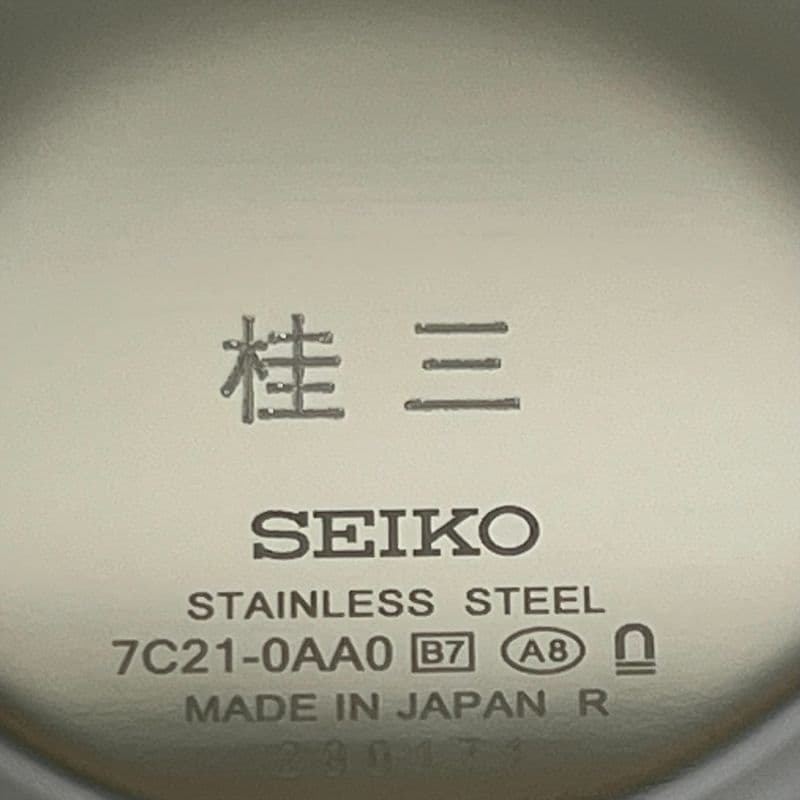 桂三
SEIKO
STAINLESS STEEL
7C21-0AA0 B7 A8
MADE IN JAPAN R